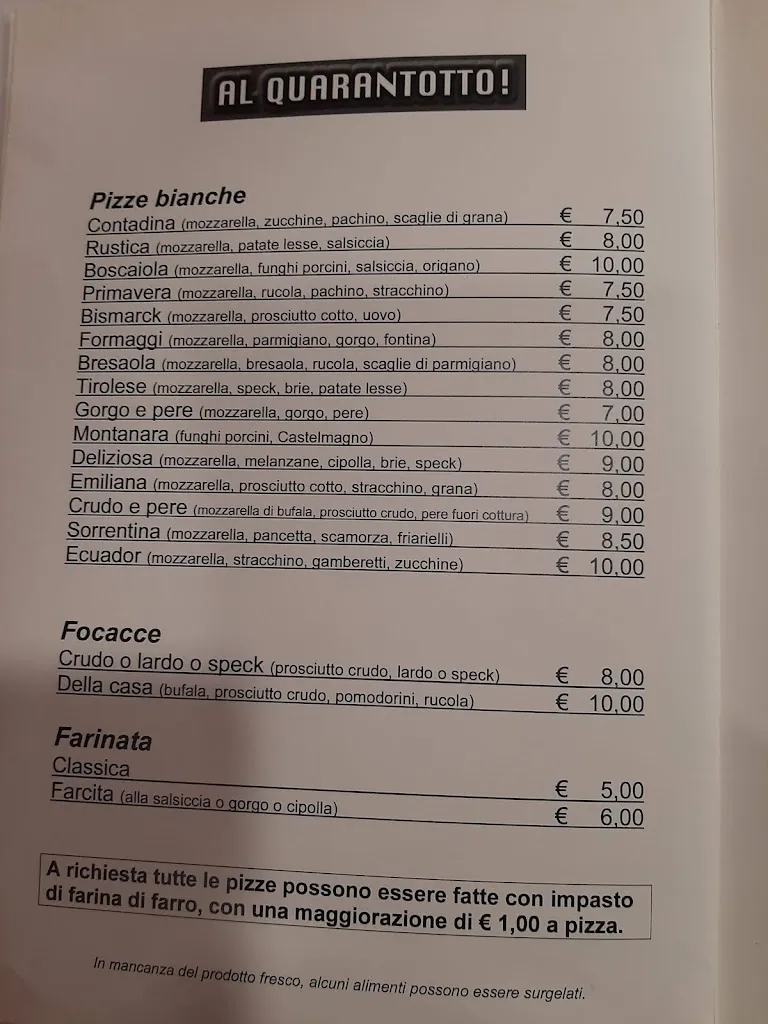 AL QUARANTOTTO!
Pizze bianche
Contadina (mozzarella, zucchine, pachino, scaglie di grana) € 7,50
Rustica (mozzarella, patate lesse, salsiccia) € 8,00
Boscaiola (mozzarella, funghi porcini, salsiccia, origano) € 10,00
Primavera (mozzarella, rucola, pachino, stracchino) € 7,50
Bismarck (mozzarella, prosciutto cotto, uovo) € 7,50
Formaggi (mozzarella, parmigiano, gorgo, fontina) € 8,00
Bresaola (mozzarella, bresaola, rucola, scaglie di parmigiano) € 8,00
Tirolese (mozzarella, speck, brie, patate lesse) € 8,00
Gorgo e pere (mozzarella, gorgo, pere) € 7,00
Montanara (funghi porcini, Castelmagno) € 10,00
Deliziosa (mozzarella, melanzane, cipolla, brie, speck) € 9,00
Emiliana (mozzarella, prosciutto cotto, stracchino, grana) € 8,00
Crudo e pere (mozzarella di bufala, prosciutto crudo, pere fuori cottura) € 9,00
Sorrentina (mozzarella, pancetta, scamorza, friarielli) € 8,50
Ecuador (mozzarella, stracchino, gamberetti, zucchine) € 10,00
Focacce
Crudo o lardo o speck (prosciutto crudo, lardo o speck) € 8,00
Della casa (bufala, prosciutto crudo, pomodorini, rucola) € 10,00
Farinata
Classica € 5,00
Farcita (alla salsiccia o gorgo o cipolla) € 6,00
A richiesta tutte le pizze possono essere fatte con impasto
di farina di farro, con una maggiorazione di € 1,00 a pizza.
In mancanza del prodotto fresco, alcuni alimenti possono essere surgelati.